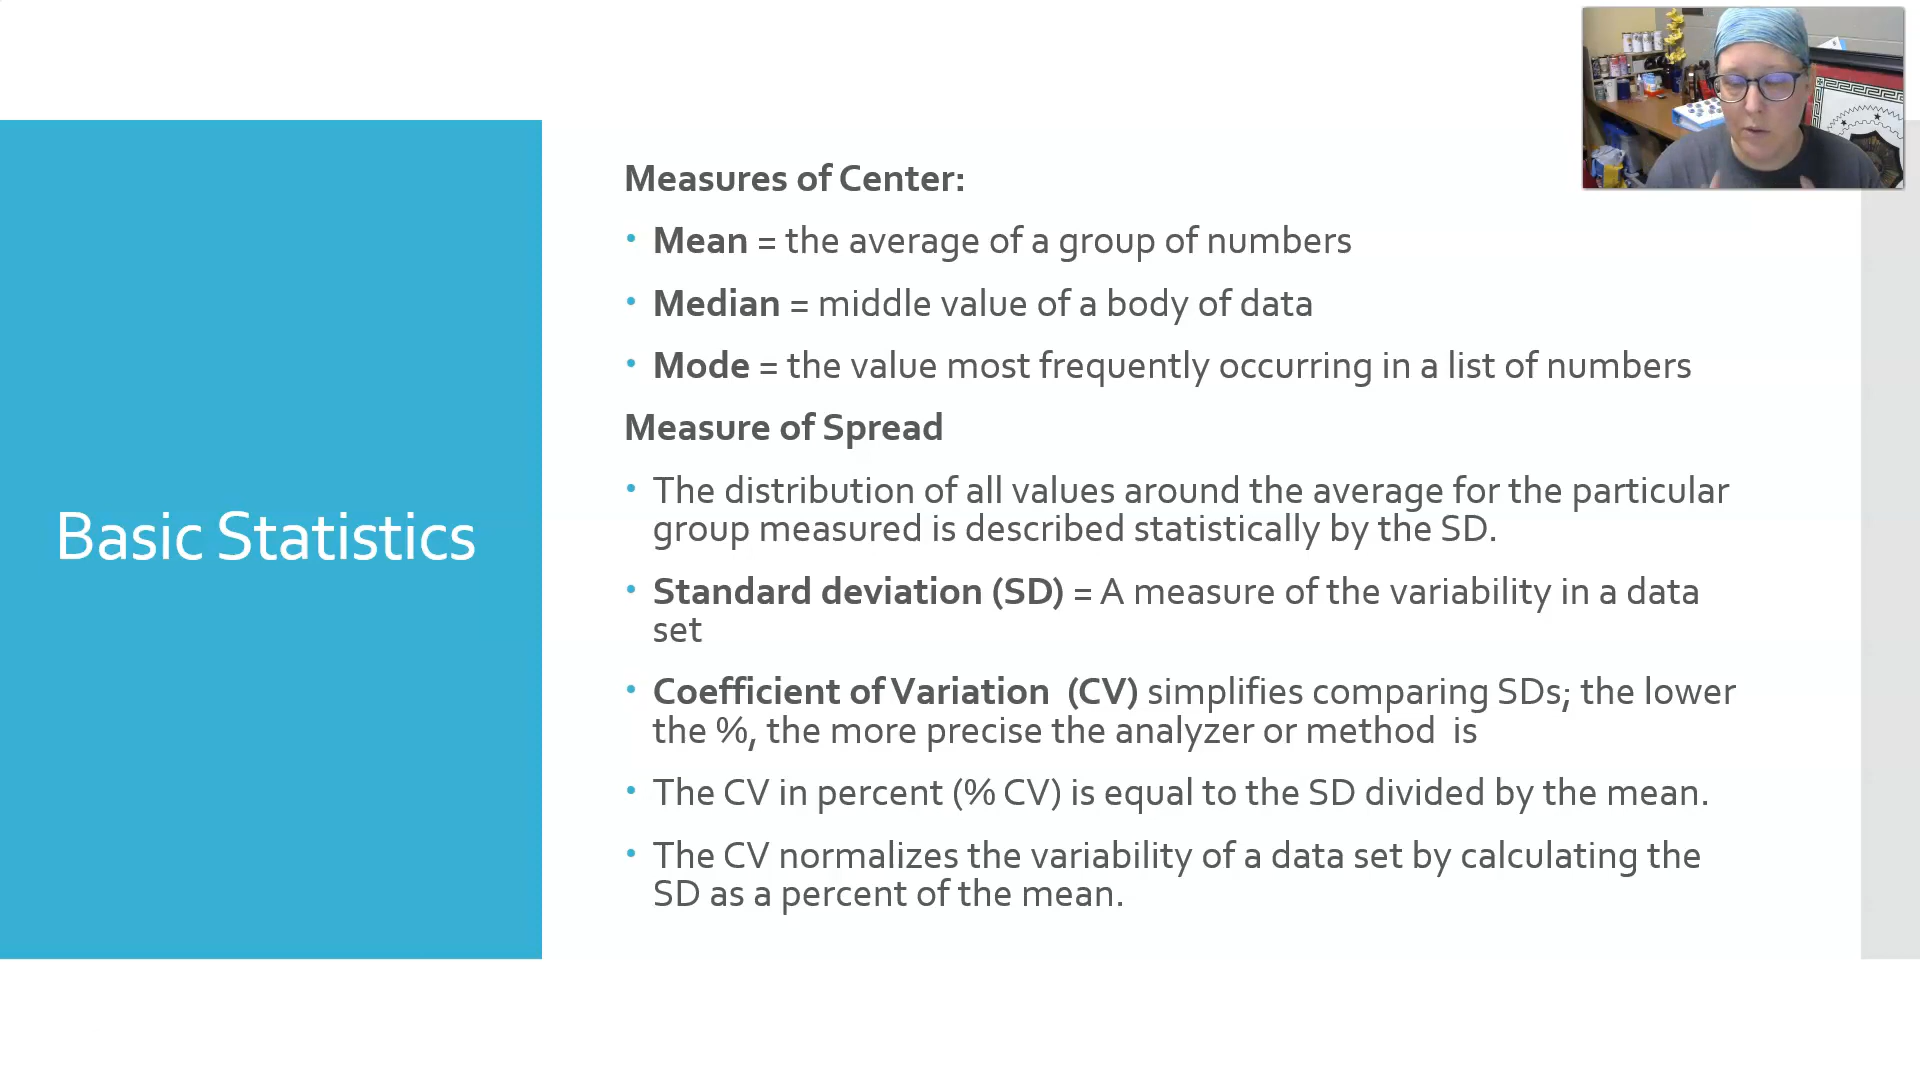 Basic Statistics
Measures of Center:
• Mean = the average of a group of numbers
• Median = middle value of a body of data
• Mode = the value most frequently occurring in a list of numbers
Measure of Spread
• The distribution of all values around the average for the particular
group measured is described statistically by the SD.
• Standard deviation (SD) = A measure of the variability in a data
set
• Coefficient of Variation (CV) simplifies comparing SDs; the lower
the %, the more precise the analyzer or method is
• The CV in percent (% CV) is equal to the SD divided by the mean.
• The CV normalizes the variability of a data set by calculating the
SD as a percent of the mean.